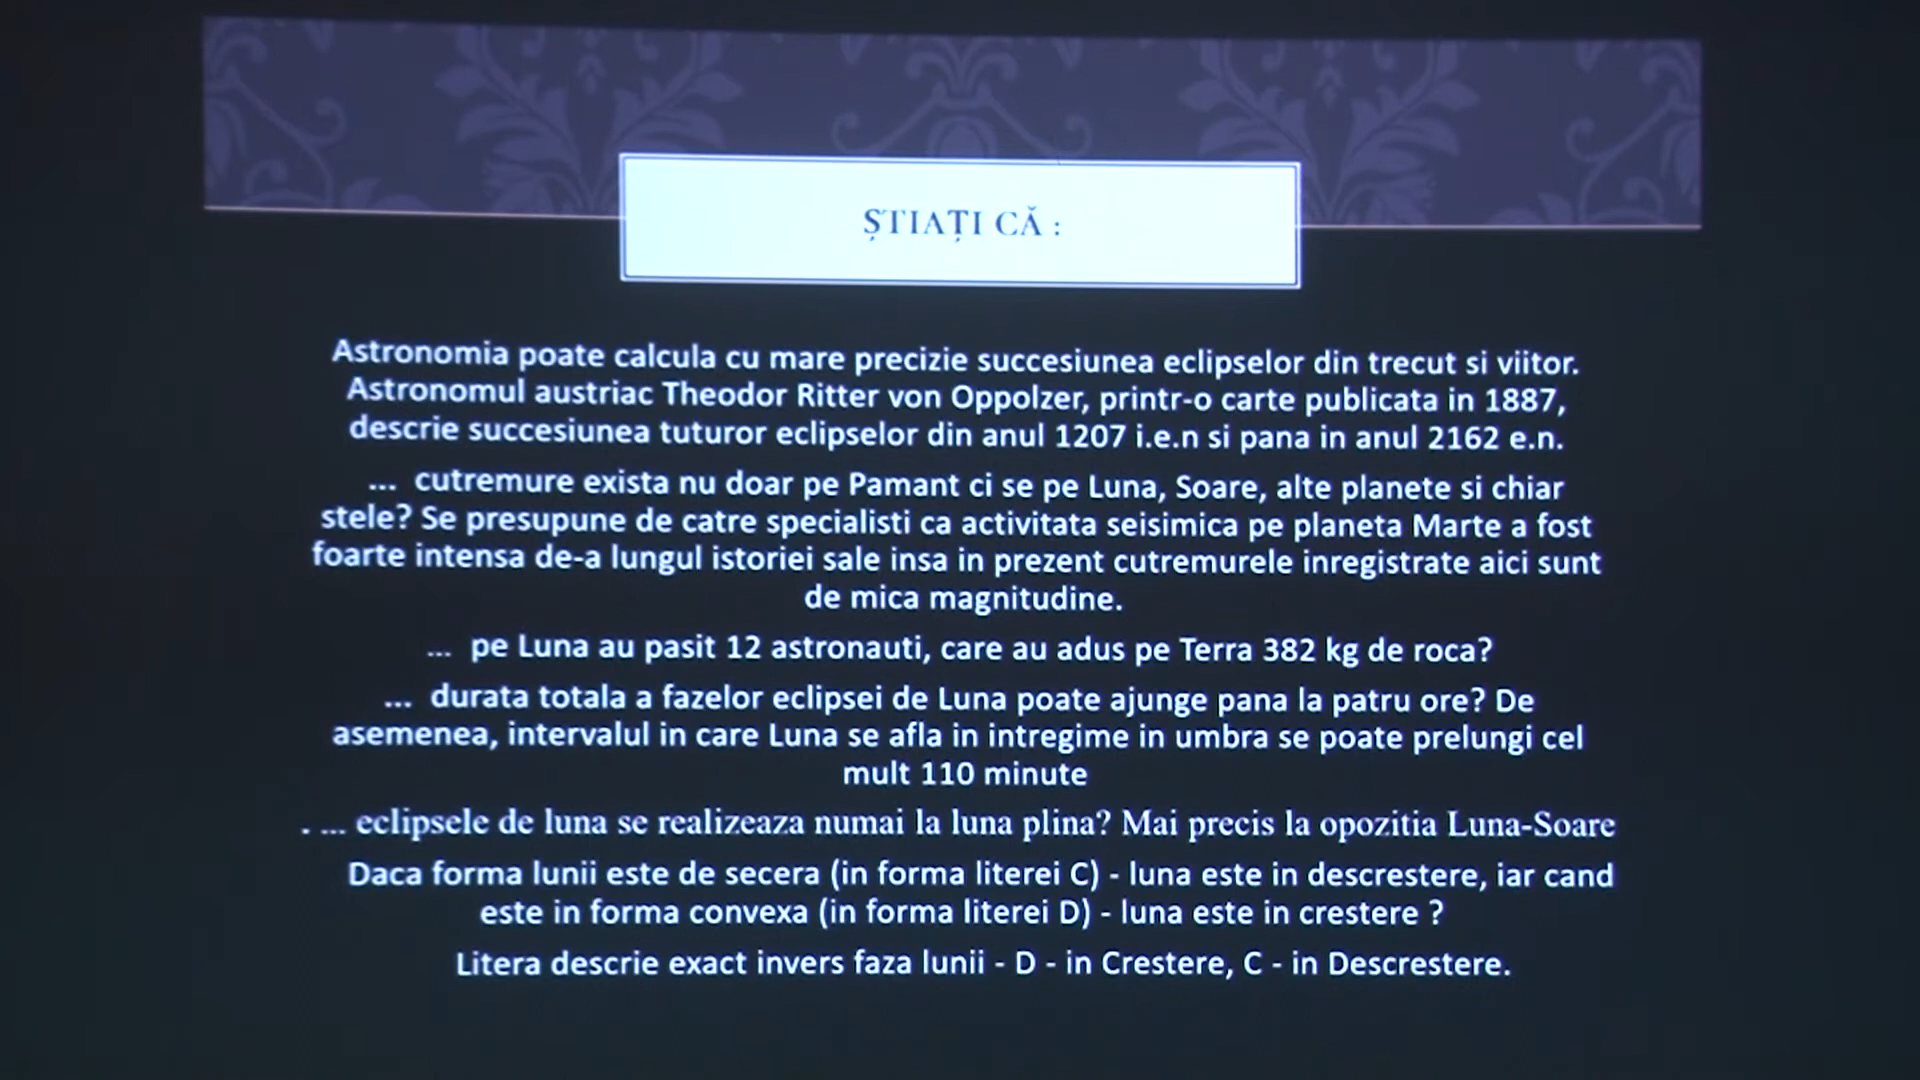 ȘTIAȚI CĂ :
Astronomia poate calcula cu mare precizie succesiunea eclipselor din trecut si viitor.
Astronomul austriac Theodor Ritter von Oppolzer, printr-o carte publicata in 1887,
descrie succesiunea tuturor eclipselor din anul 1207 i.e.n si pana in anul 2162 e.n.
... cutremure exista nu doar pe Pamant ci se pe Luna, Soare, alte planete si chiar
stele? Se presupune de catre specialisti ca activitata seisimica pe planeta Marte a fost
foarte intensa de-a lungul istoriei sale insa in prezent cutremurele inregistrate aici sunt
de mica magnitudine.
... pe Luna au pasit 12 astronauti, care au adus pe Terra 382 kg de roca?
... durata totala a fazelor eclipsei de Luna poate ajunge pana la patru ore? De
asemenea, intervalul in care Luna se afla in intregime in umbra se poate prelungi cel
mult 110 minute
. ... eclipsele de luna se realizeaza numai la luna plina? Mai precis la opozitia Luna-Soare
Daca forma lunii este de secera (in forma literei C) - luna este in descrestere, iar cand
este in forma convexa (in forma literei D) - luna este in crestere ?
Litera descrie exact invers faza lunii - D - in Crestere, C - in Descrestere.